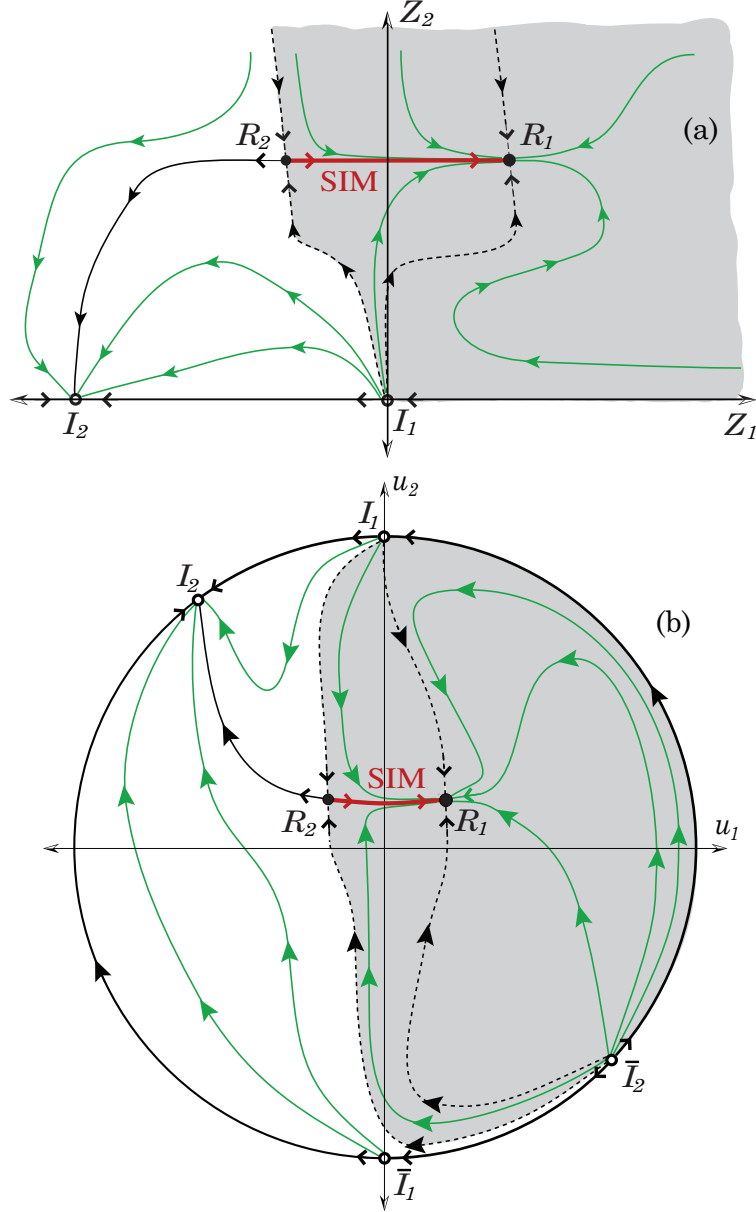 Z₂
(a)
R₂
R₁
SIM
I₂
I₁
Z₁
u₂
I₁
I₂
(b)
SIM
R₂
R₁
u₁
Ī₂
Ī₁